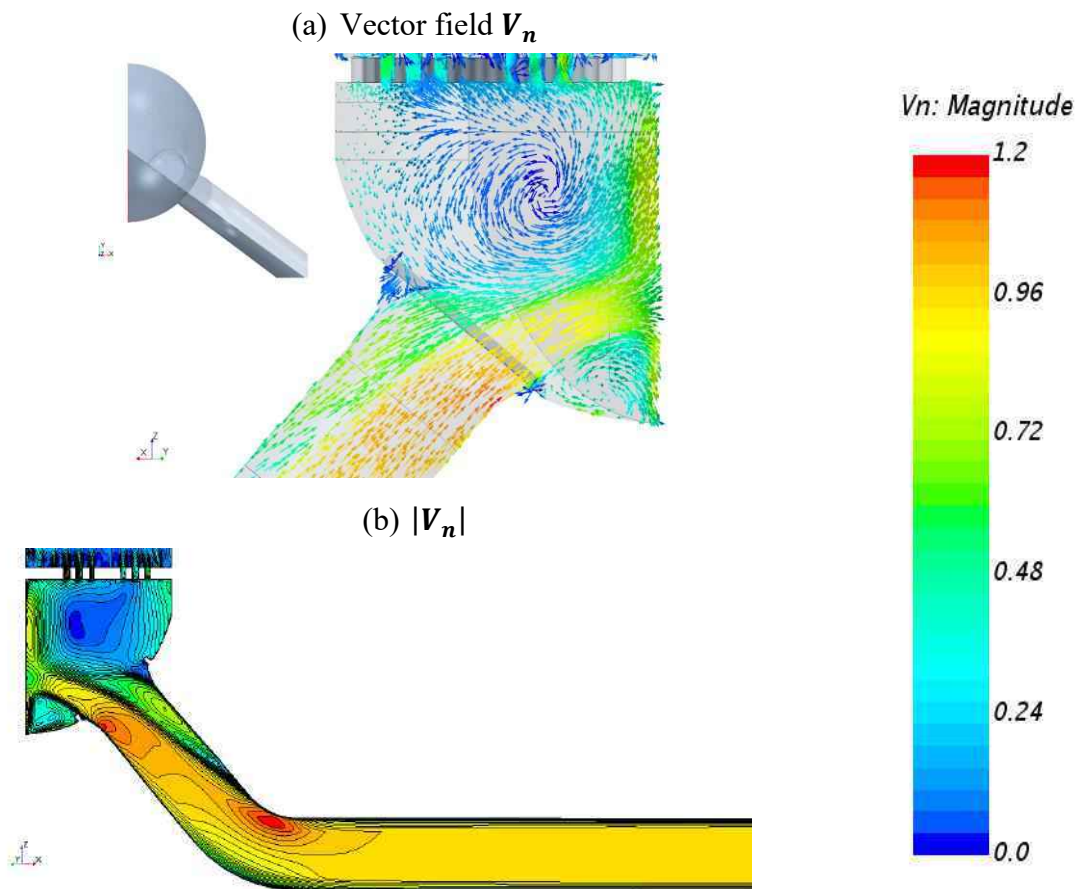 (a) Vector field Vₙ
Vn: Magnitude
1.2
0.96
0.72
0.48
0.24
0.0
Y
Z X
Z
X Y
(b) |Vₙ|
Z
Y X